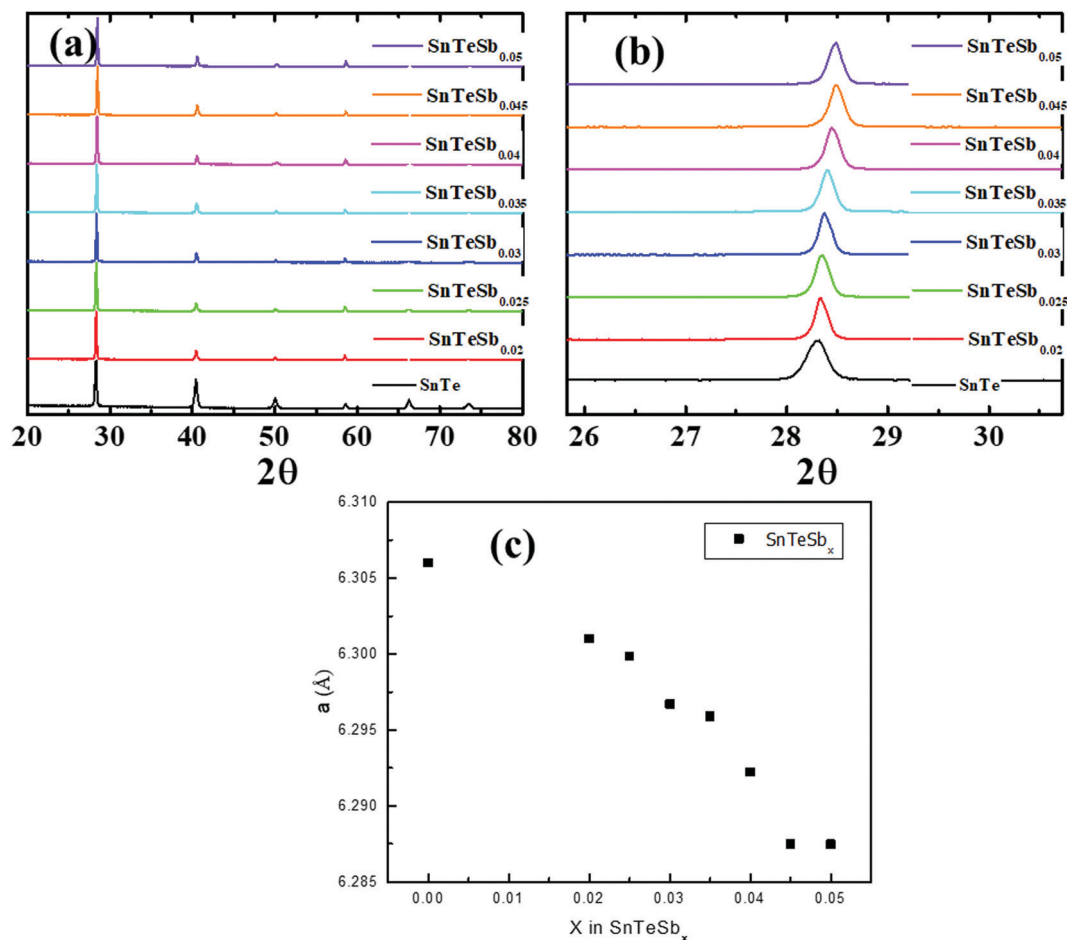 (a)
SnTeSb0.05
SnTeSb0.045
SnTeSb0.04
SnTeSb0.035
SnTeSb0.03
SnTeSb0.025
SnTeSb0.02
SnTe
20 30 40 50 60 70 80
2θ
(b)
SnTeSb0.05
SnTeSb0.045
SnTeSb0.04
SnTeSb0.035
SnTeSb0.03
SnTeSb0.025
SnTeSb0.02
SnTe
26 27 28 29 30
2θ
(c)
SnTeSbx
6.310
6.305
6.300
6.295
6.290
6.285
a (Å)
0.00 0.01 0.02 0.03 0.04 0.05
X in SnTeSbx